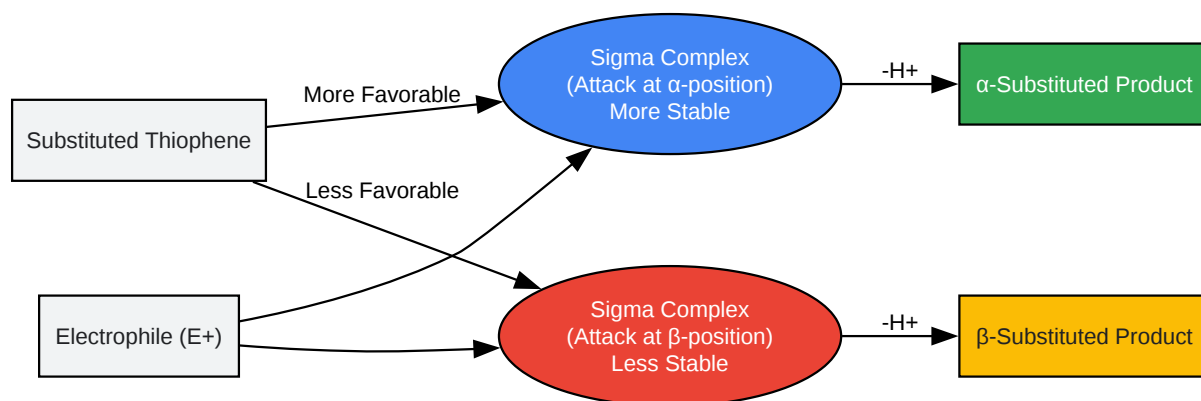 Substituted Thiophene
Electrophile (E+)
More Favorable
Less Favorable
Sigma Complex
(Attack at α-position)
More Stable
Sigma Complex
(Attack at β-position)
Less Stable
-H+
-H+
α-Substituted Product
β-Substituted Product